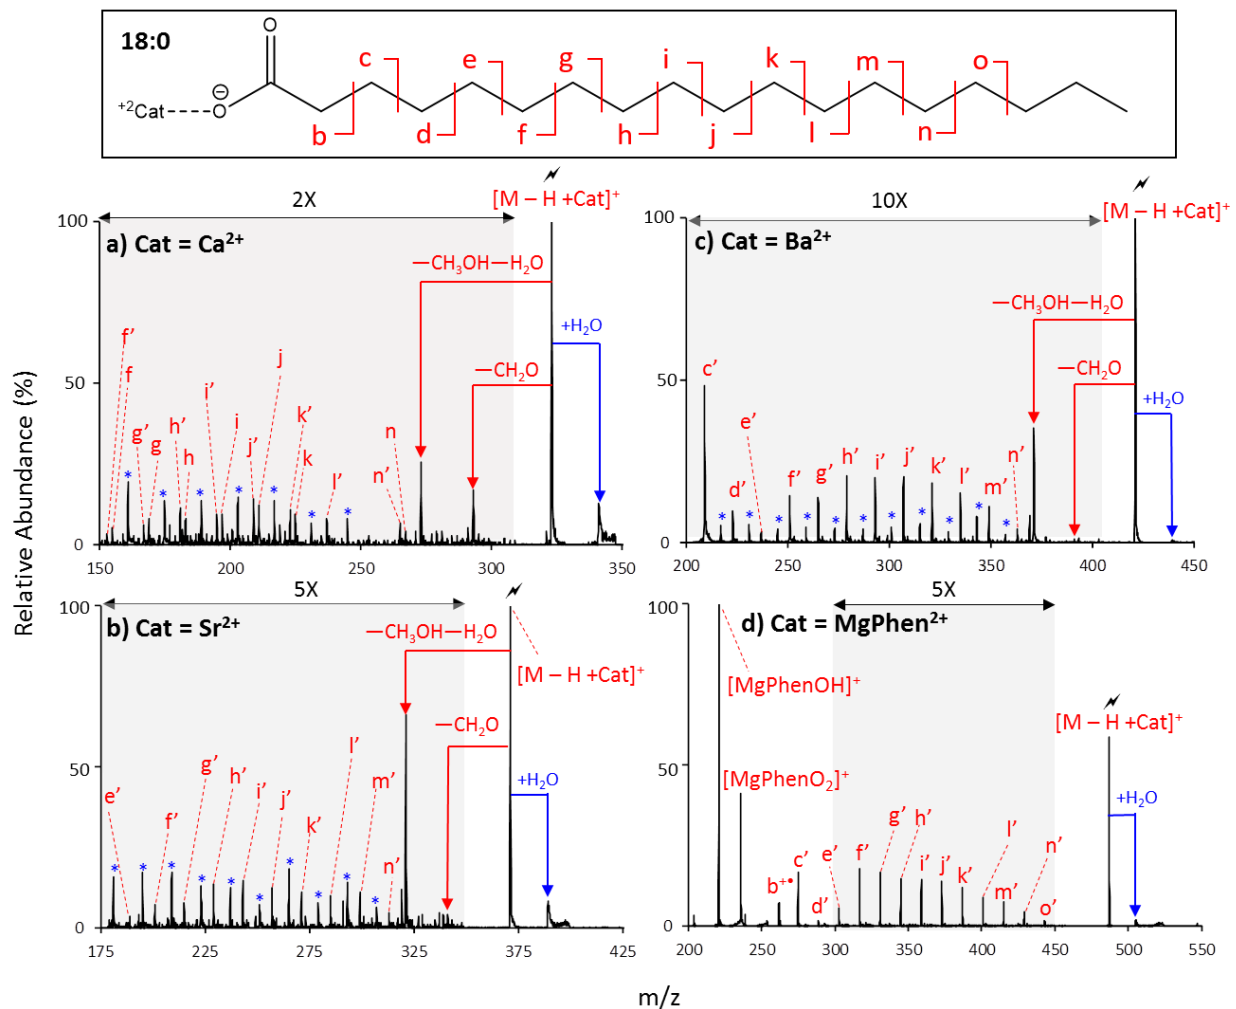 18:0
O
c e g i k m o
+2Cat----O
⊖
b d f h j l n
2X
[M – H +Cat]+
100
a) Cat = Ca2+
—CH3OH—H2O
+H2O
—CH2O
f'
f
g'
g
h'
h
i'
i
j'
j
k'
k
l'
n'
n
* * * * * * *
50
0
150 200 250 300 350
10X
[M – H +Cat]+
100
c) Cat = Ba2+
—CH3OH—H2O
—CH2O
+H2O
c'
d'
e'
f'
g'
h'
i'
j'
k'
l'
m'
n'
* * * * * * * * * *
50
0
200 250 300 350 400 450
Relative Abundance (%)
5X
100
b) Cat = Sr2+
—CH3OH—H2O
[M – H +Cat]+
—CH2O
+H2O
e'
f'
g'
h'
i'
j'
k'
l'
m'
n'
* * * * * * * * * *
50
0
175 225 275 325 375 425
5X
100
d) Cat = MgPhen2+
[MgPhenOH]+
[MgPhenO2]+
[M – H +Cat]+
+H2O
b+•
c'
d'
e'
f'
g'
h'
i'
j'
k'
l'
m'
n'
o'
50
0
200 250 300 350 400 450 500 550
m/z